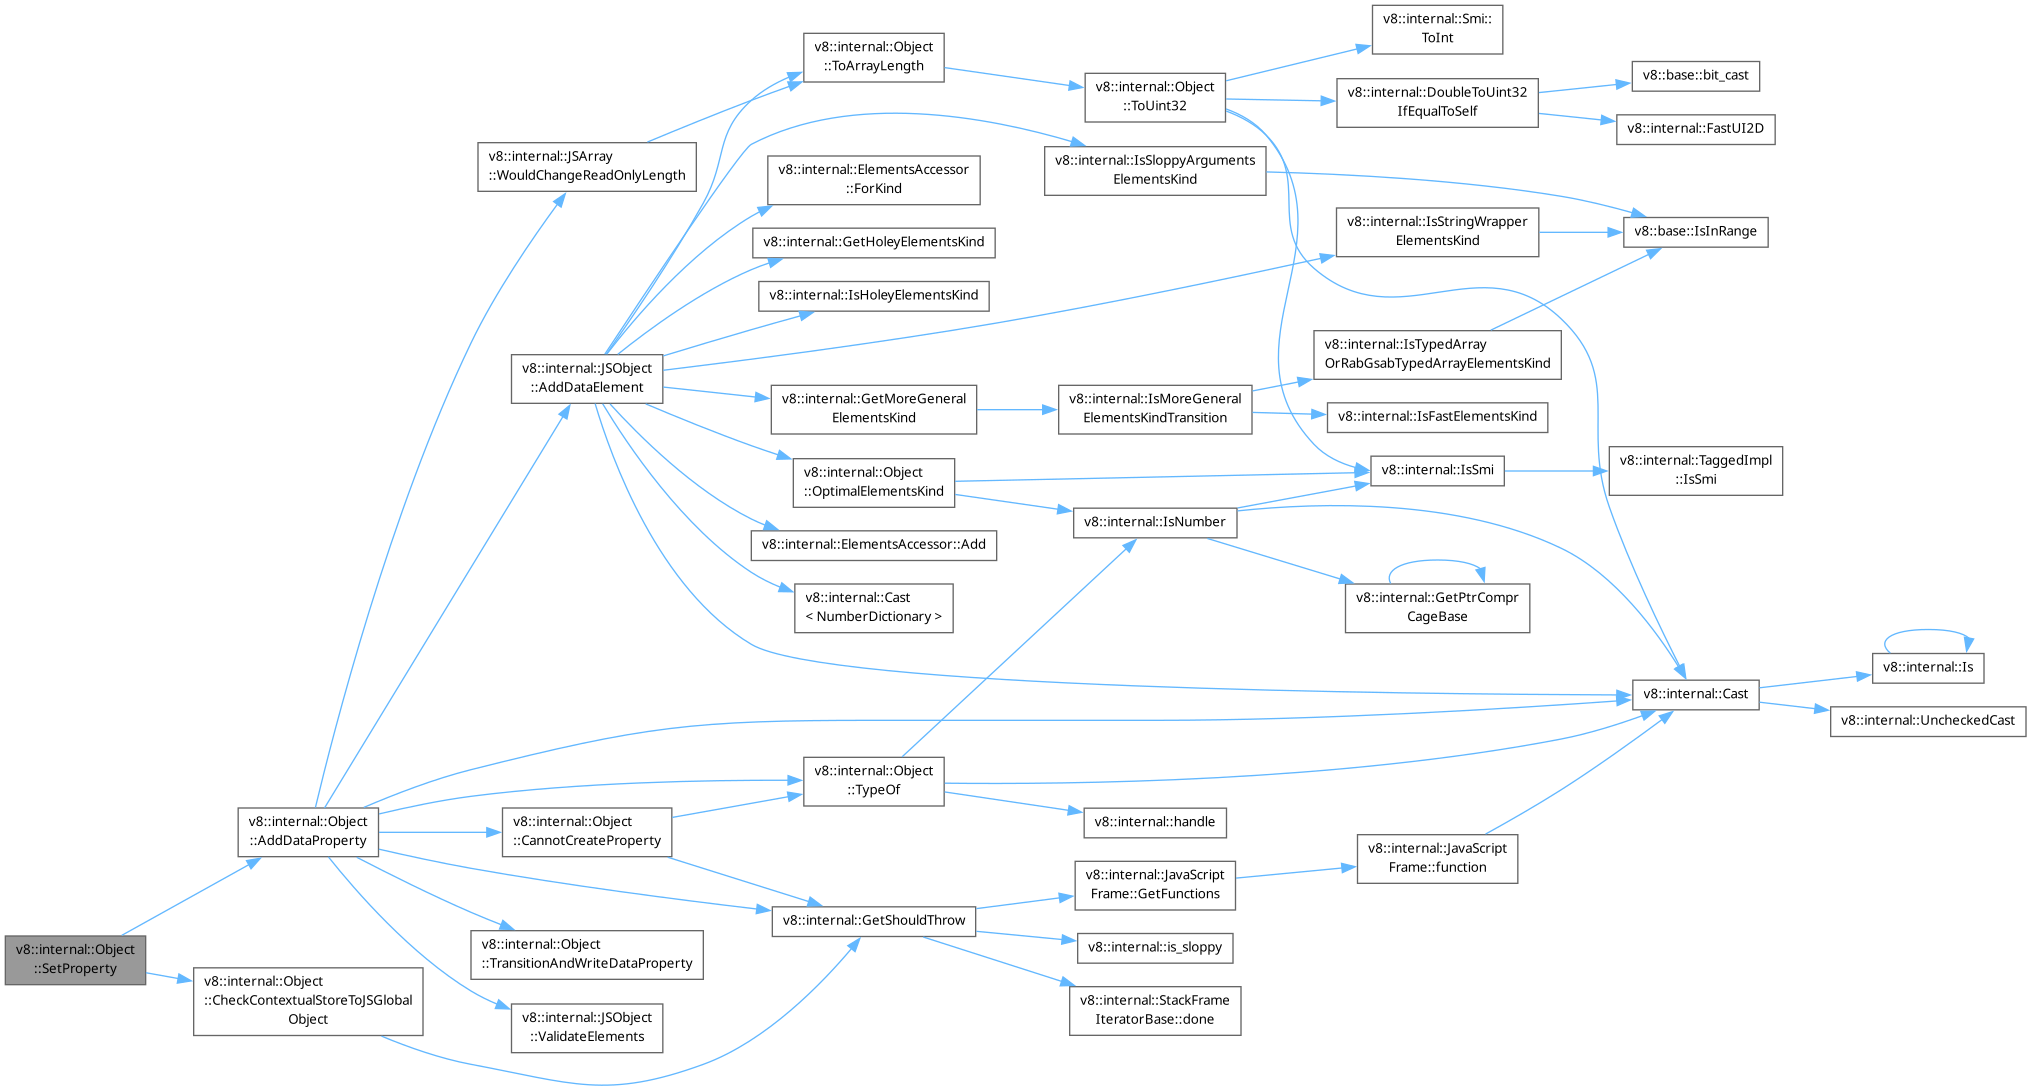 v8::internal::Object
::SetProperty
v8::internal::Object
::AddDataProperty
v8::internal::Object
::CheckContextualStoreToJSGlobal
Object
v8::internal::JSArray
::WouldChangeReadOnlyLength
v8::internal::JSObject
::AddDataElement
v8::internal::Object
::CannotCreateProperty
v8::internal::Object
::TransitionAndWriteDataProperty
v8::internal::JSObject
::ValidateElements
v8::internal::Object
::ToArrayLength
v8::internal::ElementsAccessor
::ForKind
v8::internal::GetHoleyElementsKind
v8::internal::IsHoleyElementsKind
v8::internal::GetMoreGeneral
ElementsKind
v8::internal::Object
::OptimalElementsKind
v8::internal::ElementsAccessor::Add
v8::internal::Cast
< NumberDictionary >
v8::internal::Object
::TypeOf
v8::internal::GetShouldThrow
v8::internal::Object
::ToUint32
v8::internal::IsSloppyArguments
ElementsKind
v8::internal::IsMoreGeneral
ElementsKindTransition
v8::internal::IsNumber
v8::internal::handle
v8::internal::JavaScript
Frame::GetFunctions
v8::internal::is_sloppy
v8::internal::StackFrame
IteratorBase::done
v8::internal::Smi::
ToInt
v8::internal::DoubleToUint32
IfEqualToSelf
v8::internal::IsStringWrapper
ElementsKind
v8::internal::IsTypedArray
OrRabGsabTypedArrayElementsKind
v8::internal::IsFastElementsKind
v8::internal::IsSmi
v8::internal::GetPtrCompr
CageBase
v8::internal::JavaScript
Frame::function
v8::base::bit_cast
v8::internal::FastUI2D
v8::base::IsInRange
v8::internal::TaggedImpl
::IsSmi
v8::internal::Cast
v8::internal::Is
v8::internal::UncheckedCast